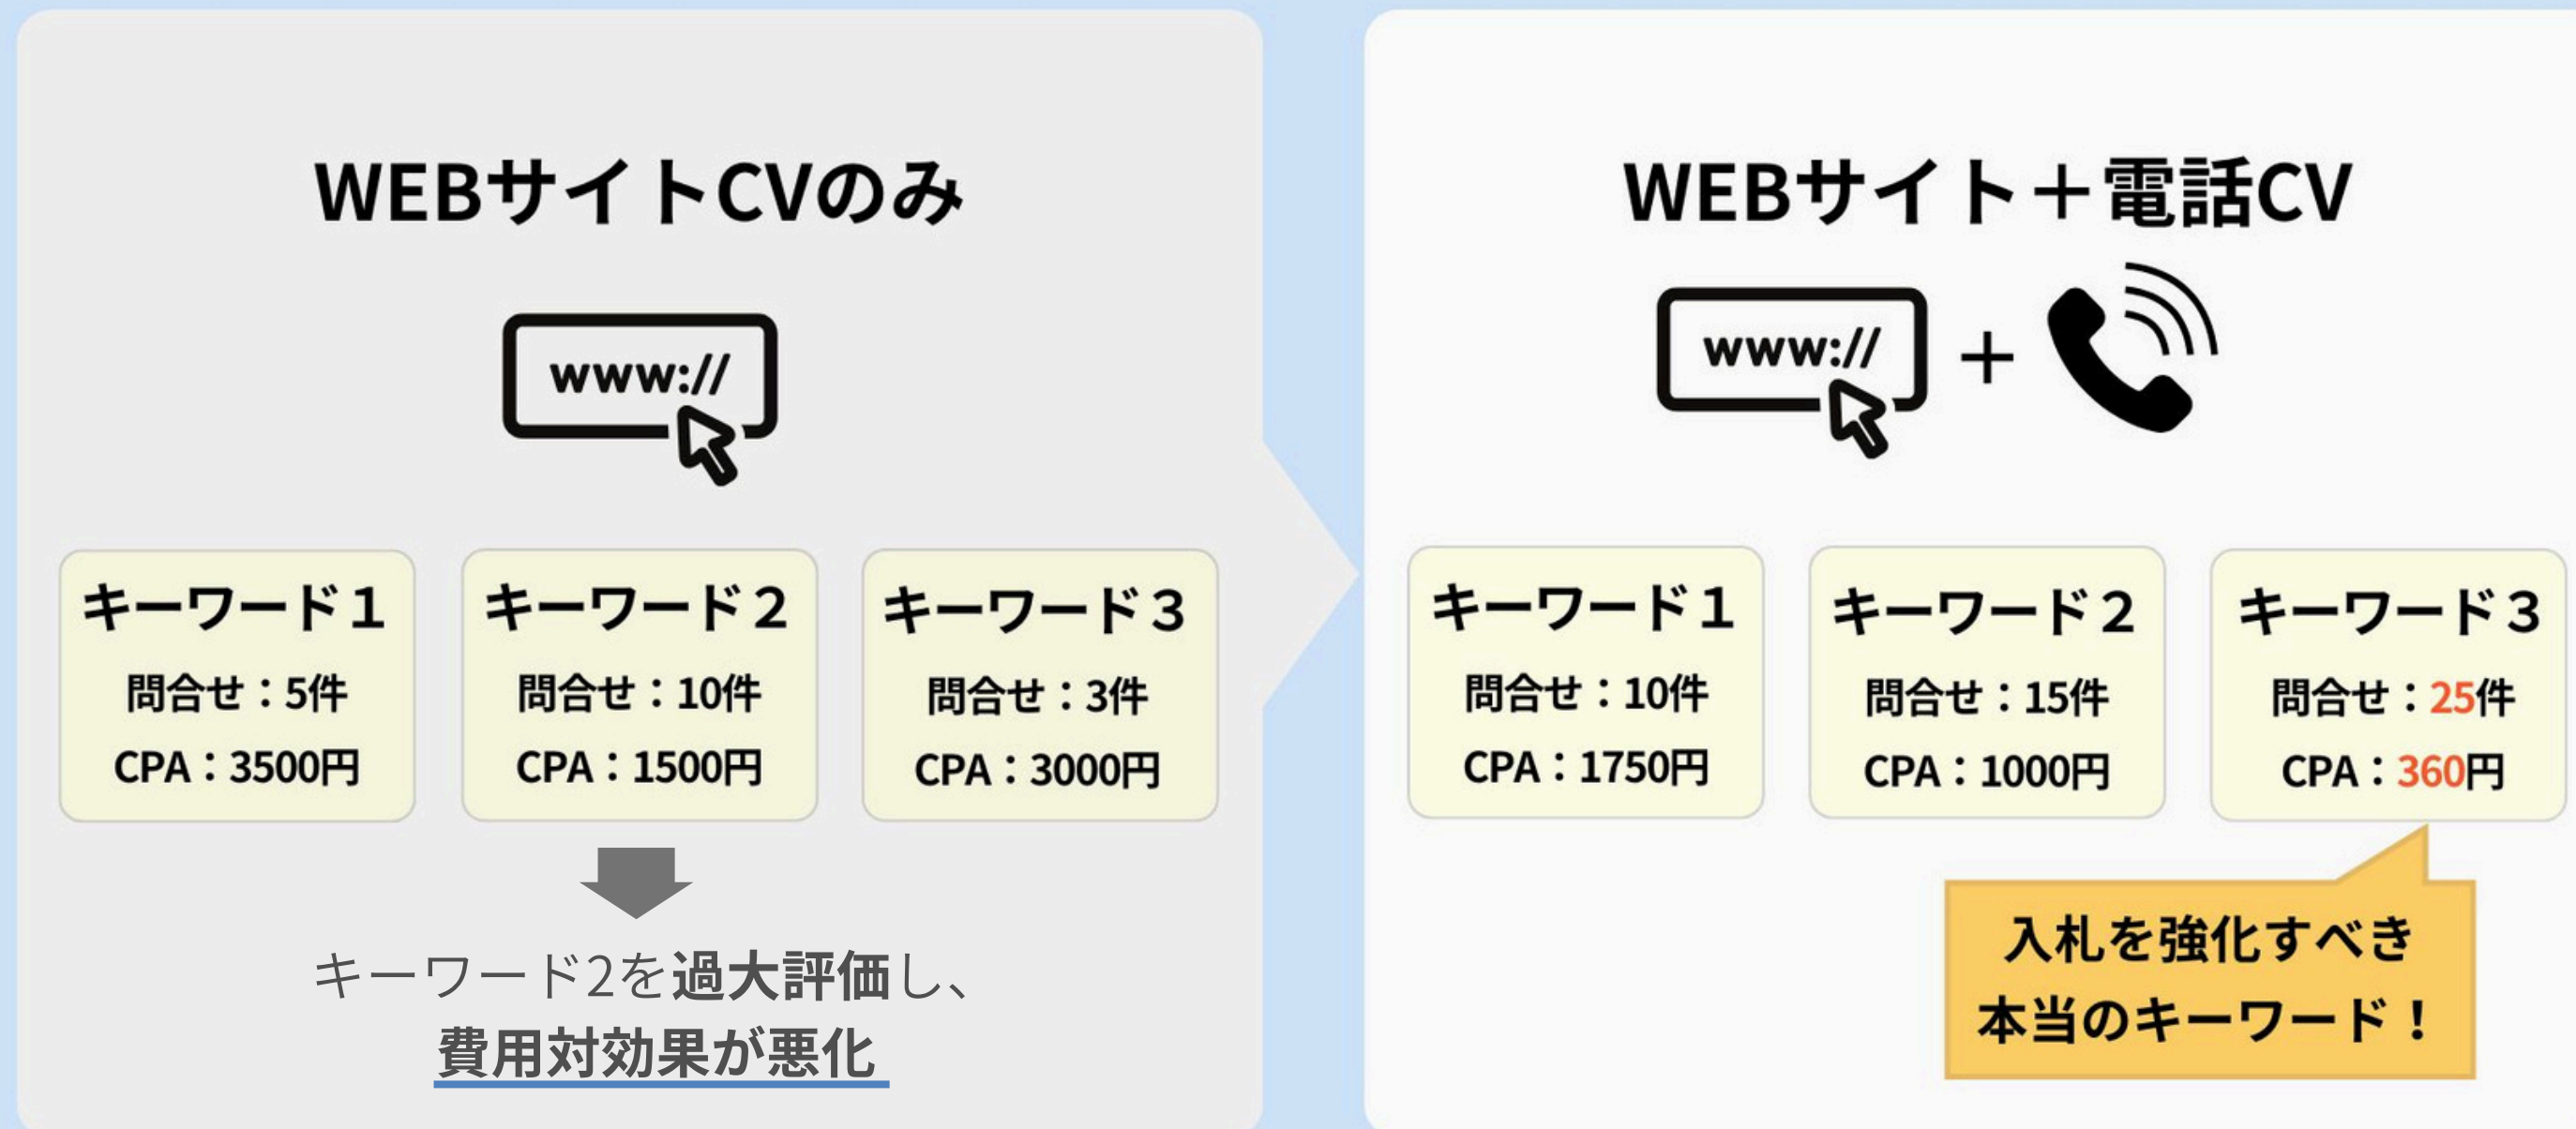 WEBサイトCVのみ
www://
キーワード１
問合せ：5件
CPA：3500円
キーワード２
問合せ：10件
CPA：1500円
キーワード３
問合せ：3件
CPA：3000円
キーワード2を過大評価し、
費用対効果が悪化
WEBサイト＋電話CV
www://
+
キーワード１
問合せ：10件
CPA：1750円
キーワード２
問合せ：15件
CPA：1000円
キーワード３
問合せ：25件
CPA：360円
入札を強化すべき
本当のキーワード！